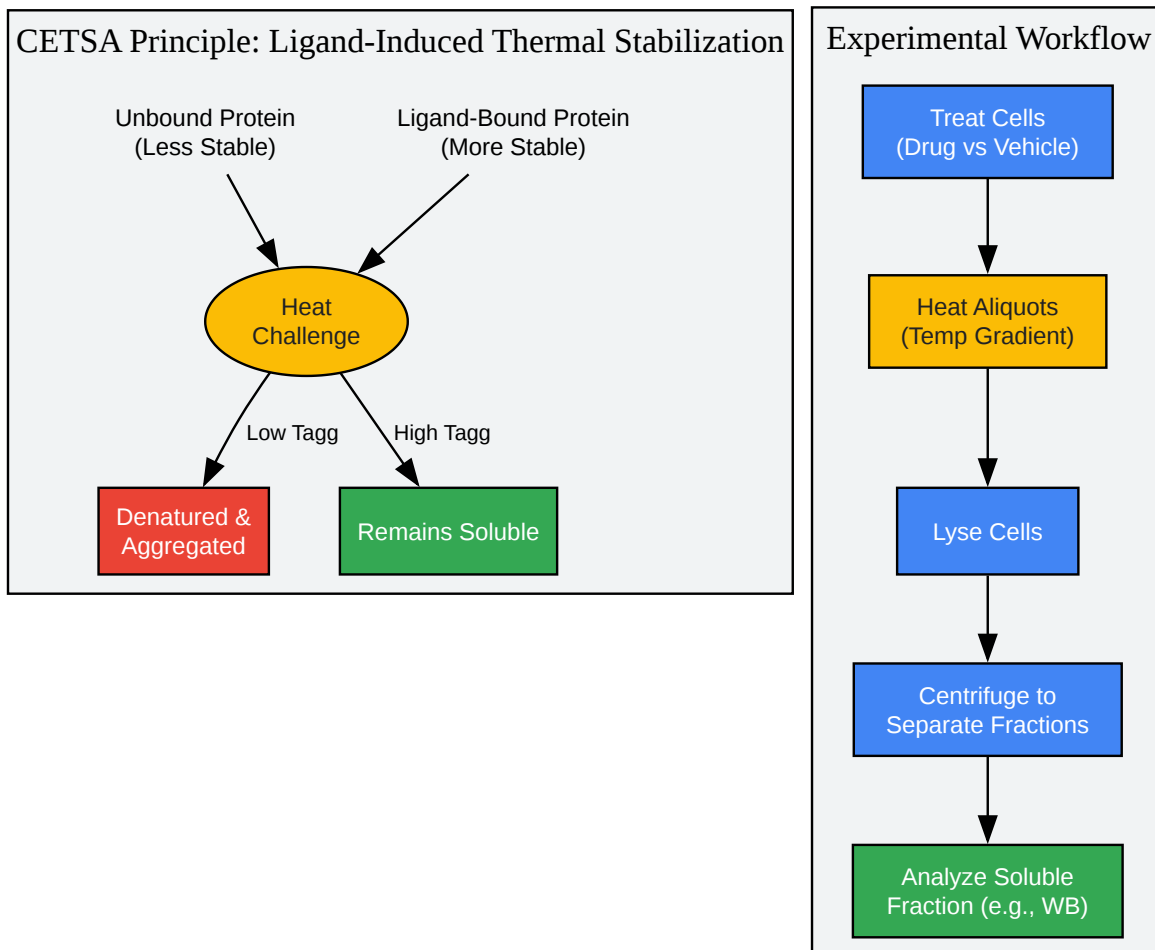 CETSA Principle: Ligand-Induced Thermal Stabilization
Unbound Protein
(Less Stable)
Ligand-Bound Protein
(More Stable)
Heat
Challenge
Low Tagg
High Tagg
Denatured &
Aggregated
Remains Soluble
Experimental Workflow
Treat Cells
(Drug vs Vehicle)
Heat Aliquots
(Temp Gradient)
Lyse Cells
Centrifuge to
Separate Fractions
Analyze Soluble
Fraction (e.g., WB)